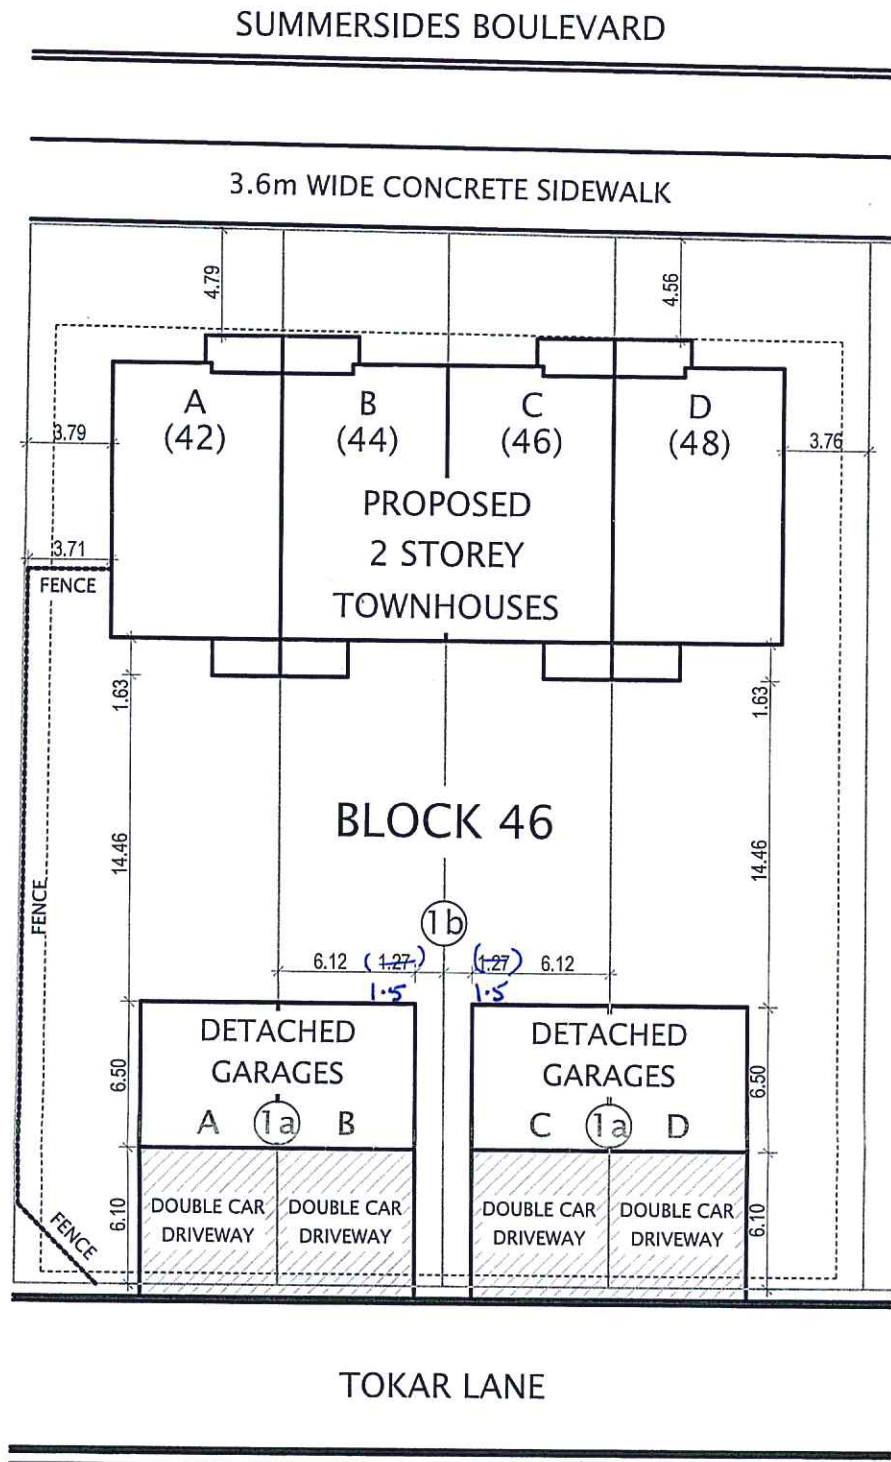 SUMMERSIDES BOULEVARD
3.6m WIDE CONCRETE SIDEWALK
4.79
4.56
A
(42)
B
(44)
C
(46)
D
(48)
3.79
3.76
PROPOSED
2 STOREY
TOWNHOUSES
3.71
FENCE
1.63
1.63
BLOCK 46
14.46
14.46
FENCE
1b
6.12 (1.27)
(1.27) 6.12
1.5
1.5
DETACHED
GARAGES
A 1a B
DETACHED
GARAGES
C 1a D
6.50
6.50
DOUBLE CAR
DRIVEWAY
DOUBLE CAR
DRIVEWAY
DOUBLE CAR
DRIVEWAY
DOUBLE CAR
DRIVEWAY
6.10
6.10
FENCE
TOKAR LANE